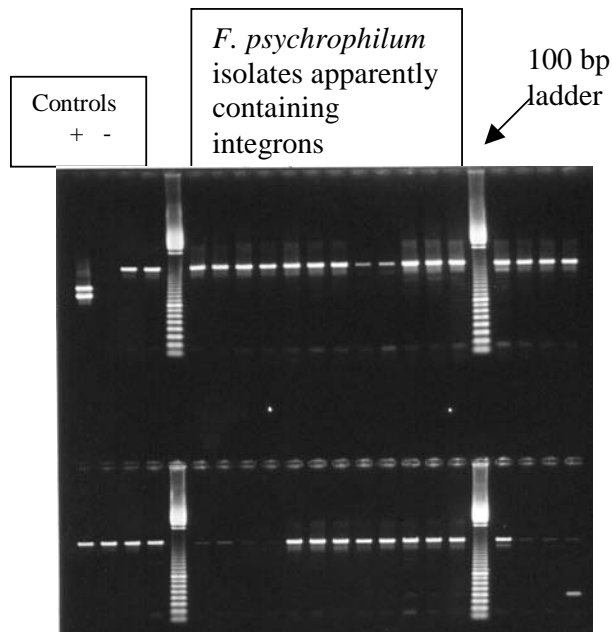 Controls
+ -
F. psychrophilum
isolates apparently
containing
integrons
100 bp
ladder